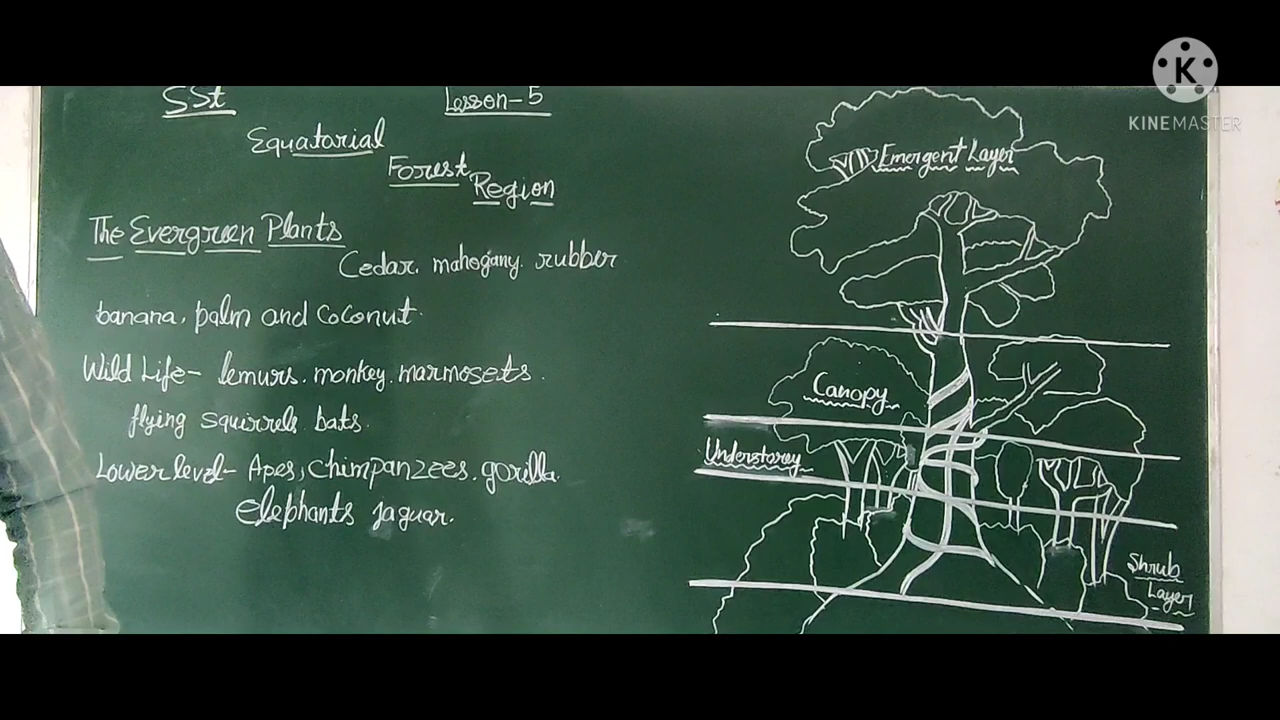 SSt
Lesson-5
Equatorial
Forest
Region
The Evergreen Plants
Cedar. mahogany. rubber
banana, palm and Coconut.
Wild Life- lemurs. monkey. marmosets.
flying squirrels bats.
Lower level- Apes, Chimpanzees. gorilla.
elephants jaguar.
Emergent Layer
Canopy
Understorey
Shrub
Layer
K
KINEMASTER